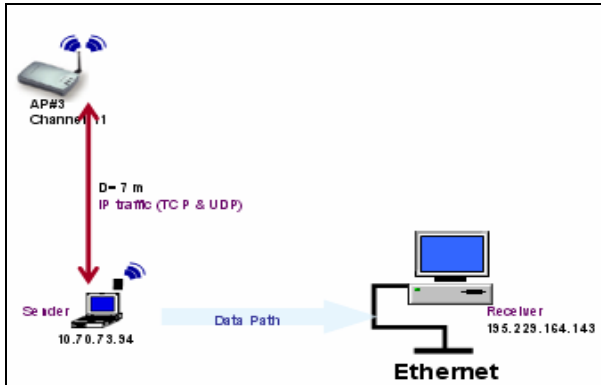 AP#3
Channel 11
D= 7 m
IP traffic (TCP & UDP)
Sender
10.70.73.94
Data Path
Receiver
195.229.164.143
Ethernet